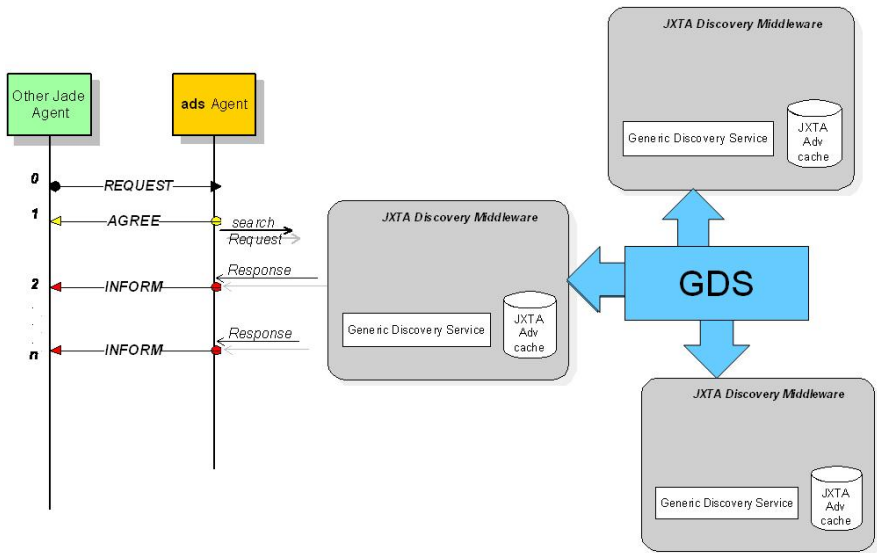 JXTA Discovery Middleware
Generic Discovery Service
JXTA
Adv
cache
Other Jade
Agent
ads Agent
0
REQUEST
1
AGREE
search
Request
2
INFORM
Response
.
.
.
.
n
INFORM
Response
JXTA Discovery Middleware
Generic Discovery Service
JXTA
Adv
cache
GDS
JXTA Discovery Middleware
Generic Discovery Service
JXTA
Adv
cache